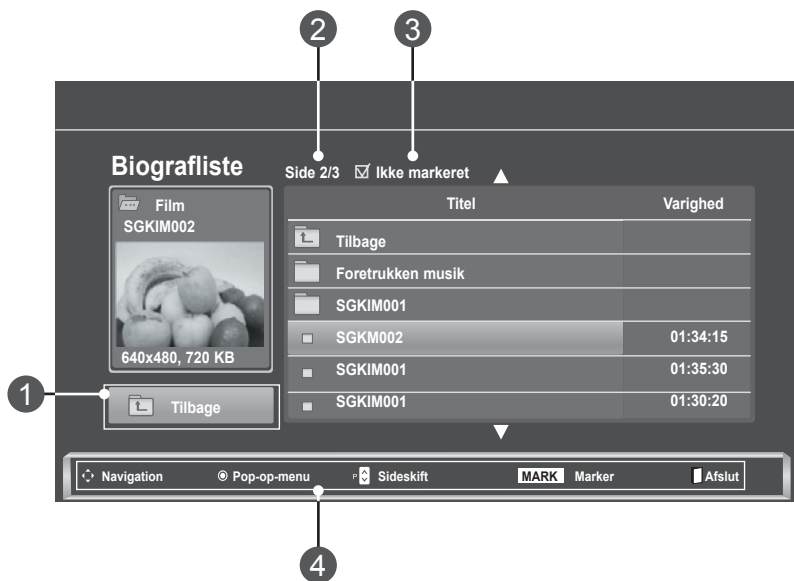 2 3
Biografliste
Side 2/3 Ikke markeret
Film
SGKIM002
640x480, 720 KB
Titel Varighed
Tilbage
Foretrukken musik
SGKIM001
SGKM002 01:34:15
SGKIM001 01:35:30
SGKIM001 01:30:20
1
Tilbage
Navigation Pop-op-menu P Sideskift MARK Marker Afslut
4